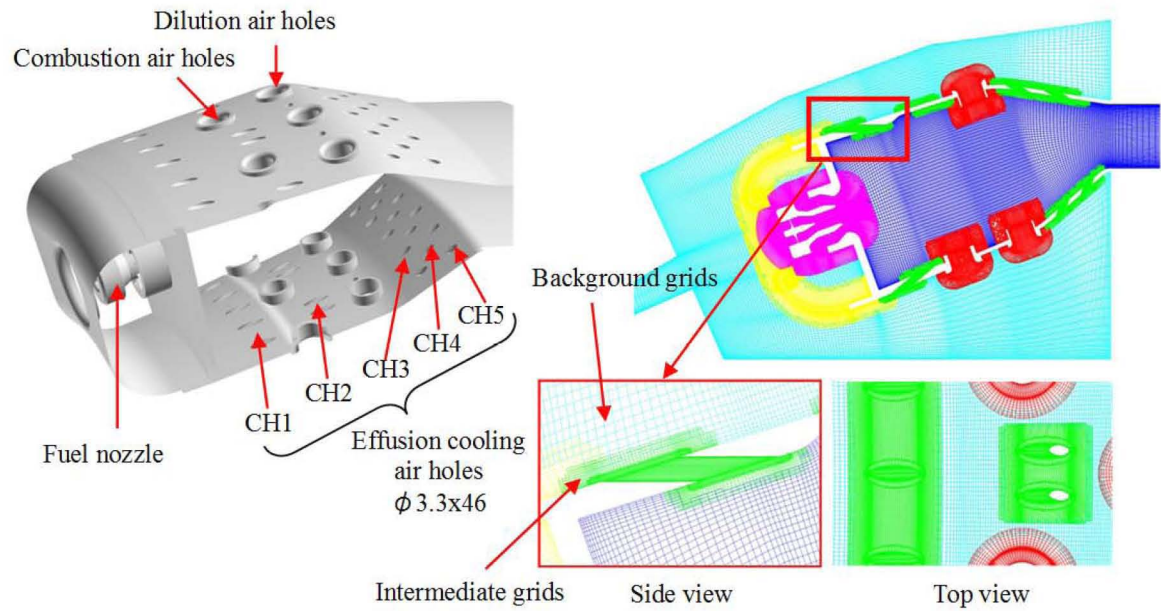 Dilution air holes
Combustion air holes
Background grids
CH5
CH4
CH3
CH2
CH1
Fuel nozzle
Effusion cooling
air holes
ϕ 3.3x46
Intermediate grids
Side view
Top view